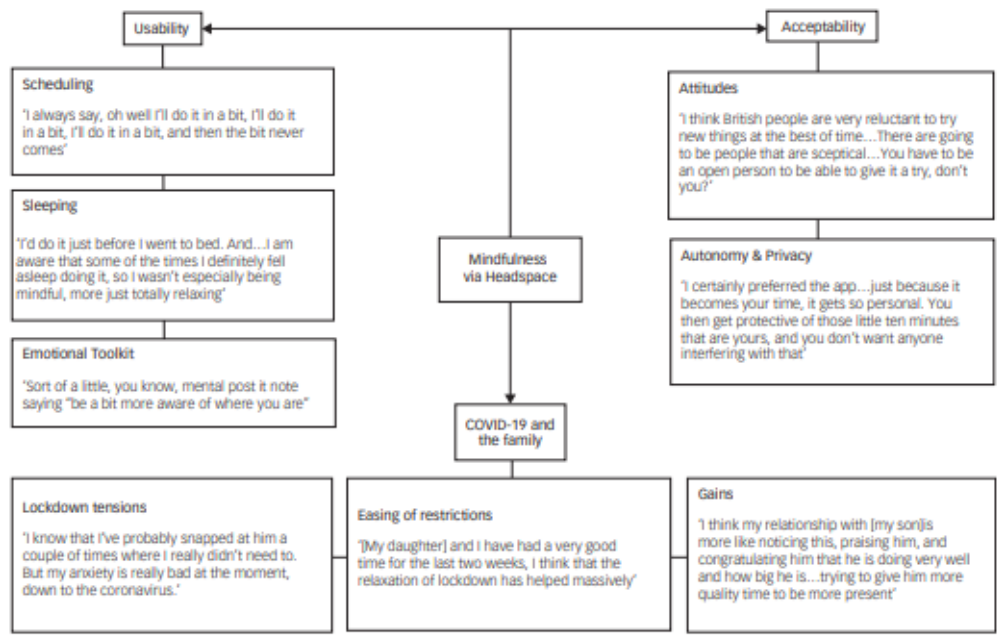 Usability
Acceptability
Scheduling
'I always say, oh well I'll do it in a bit, I'll do it
in a bit, I'll do it in a bit, and then the bit never
comes'
Attitudes
'I think British people are very reluctant to try
new things at the best of time...There are going
to be people that are sceptical...You have to be
an open person to be able to give it a try, don't
you?'
Sleeping
'I'd do it just before I went to bed. And...I am
aware that some of the times I definitely fell
asleep doing it, so I wasn't especially being
mindful, more just totally relaxing'
Mindfulness
via Headspace
Autonomy & Privacy
'I certainly preferred the app...just because it
becomes your time, it gets so personal. You
then get protective of those little ten minutes
that are yours, and you don't want anyone
interfering with that'
Emotional Toolkit
'Sort of a little, you know, mental post it note
saying "be a bit more aware of where you are"
COVID-19 and
the family
Lockdown tensions
'I know that I've probably snapped at him a
couple of times where I really didn't need to.
But my anxiety is really bad at the moment,
down to the coronavirus.'
Easing of restrictions
'[My daughter] and I have had a very good
time for the last two weeks, I think that the
relaxation of lockdown has helped massively'
Gains
'I think my relationship with [my son]is
more like noticing this, praising him, and
congratulating him that he is doing very well
and how big he is...trying to give him more
quality time to be more present'